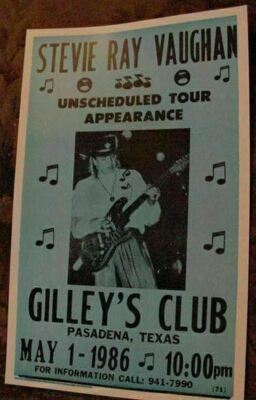 STEVIE RAY VAUGHAN
UNSCHEDULED TOUR
APPEARANCE
GILLEY'S CLUB
PASADENA, TEXAS
MAY 1-1986 10:00pm
FOR INFORMATION CALL: 941-7990
(71)